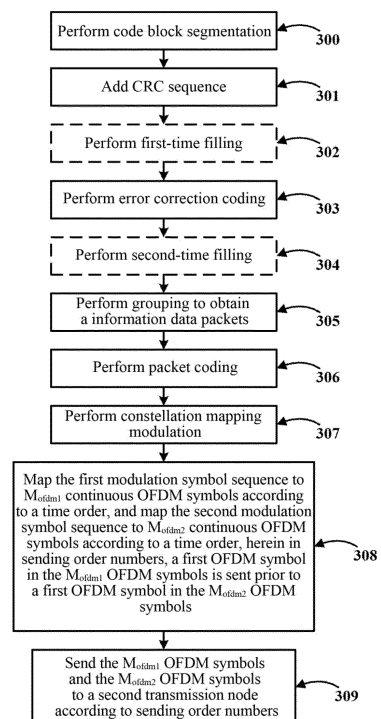 Perform code block segmentation
300
Add CRC sequence
301
Perform first-time filling
302
Perform error correction coding
303
Perform second-time filling
304
Perform grouping to obtain
a information data packets
305
Perform packet coding
306
Perform constellation mapping
modulation
307
Map the first modulation symbol sequence to
Mofdm1 continuous OFDM symbols according
to a time order, and map the second modulation
symbol sequence to Mofdm2 continuous OFDM
symbols according to a time order, herein in
sending order numbers, a first OFDM symbol
in the Mofdm1 OFDM symbols is sent prior to
a first OFDM symbol in the Mofdm2 OFDM
symbols
308
Send the Mofdm1 OFDM symbols
and the Mofdm2 OFDM symbols
to a second transmission node
according to sending order numbers
309